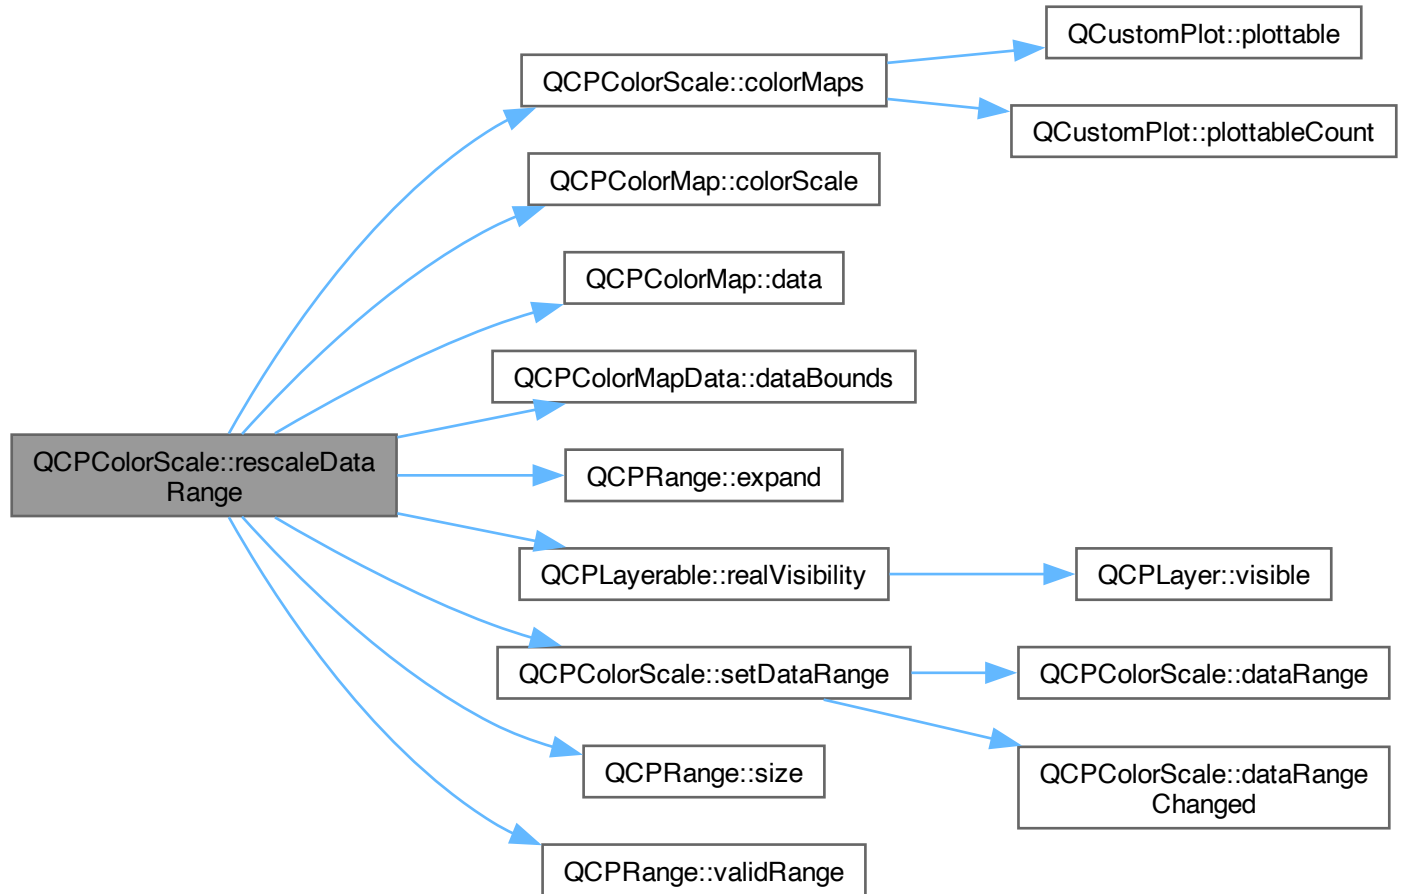 QCustomPlot::plottable
QCPColorScale::colorMaps
QCustomPlot::plottableCount
QCPColorMap::colorScale
QCPColorMap::data
QCPColorMapData::dataBounds
QCPColorScale::rescaleData
Range
QCPRange::expand
QCPLayerable::realVisibility
QCPLayer::visible
QCPColorScale::setDataRange
QCPColorScale::dataRange
QCPRange::size
QCPColorScale::dataRange
Changed
QCPRange::validRange